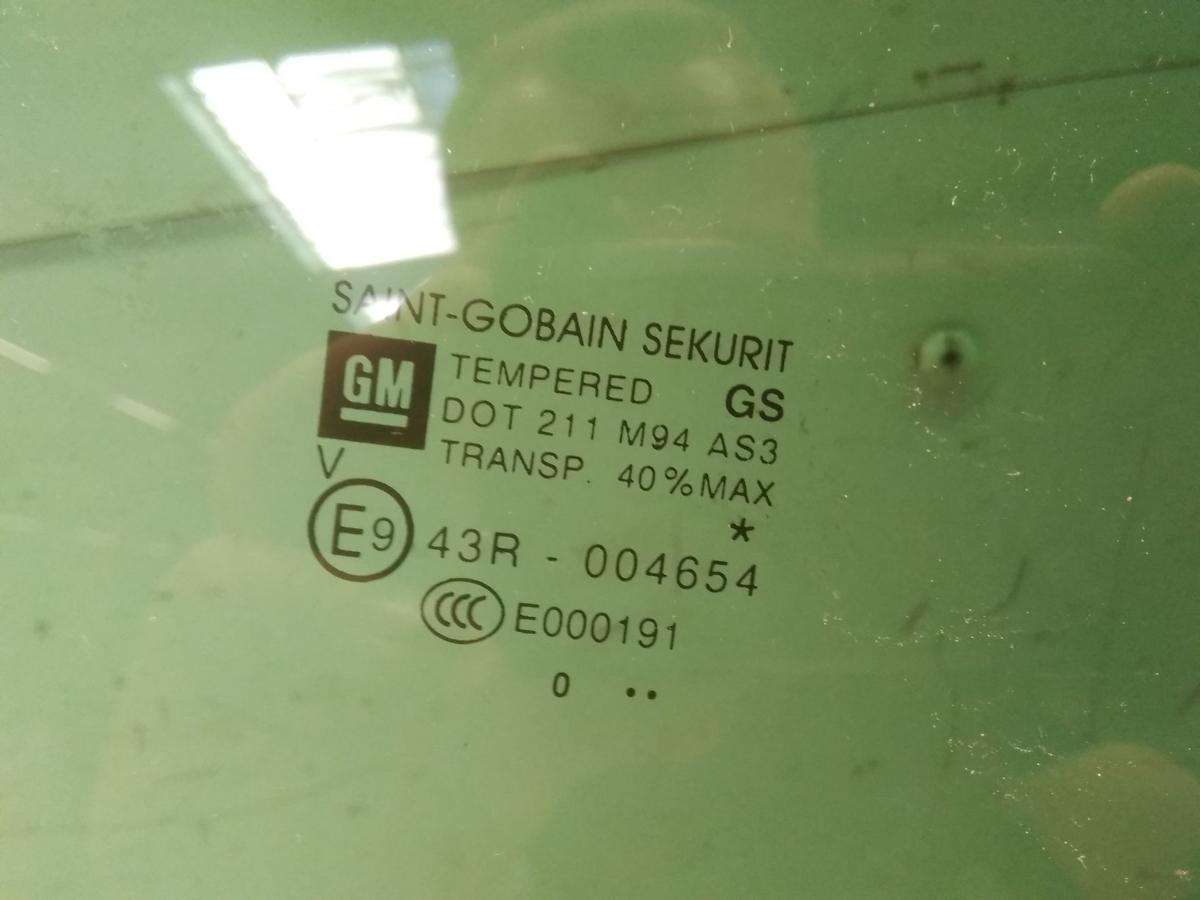 SAINT-GOBAIN SEKURIT
GM
TEMPERED GS
DOT 211 M94 AS3
TRANSP. 40%MAX
V
*
E9 43R - 004654
CCC E000191
0 ..